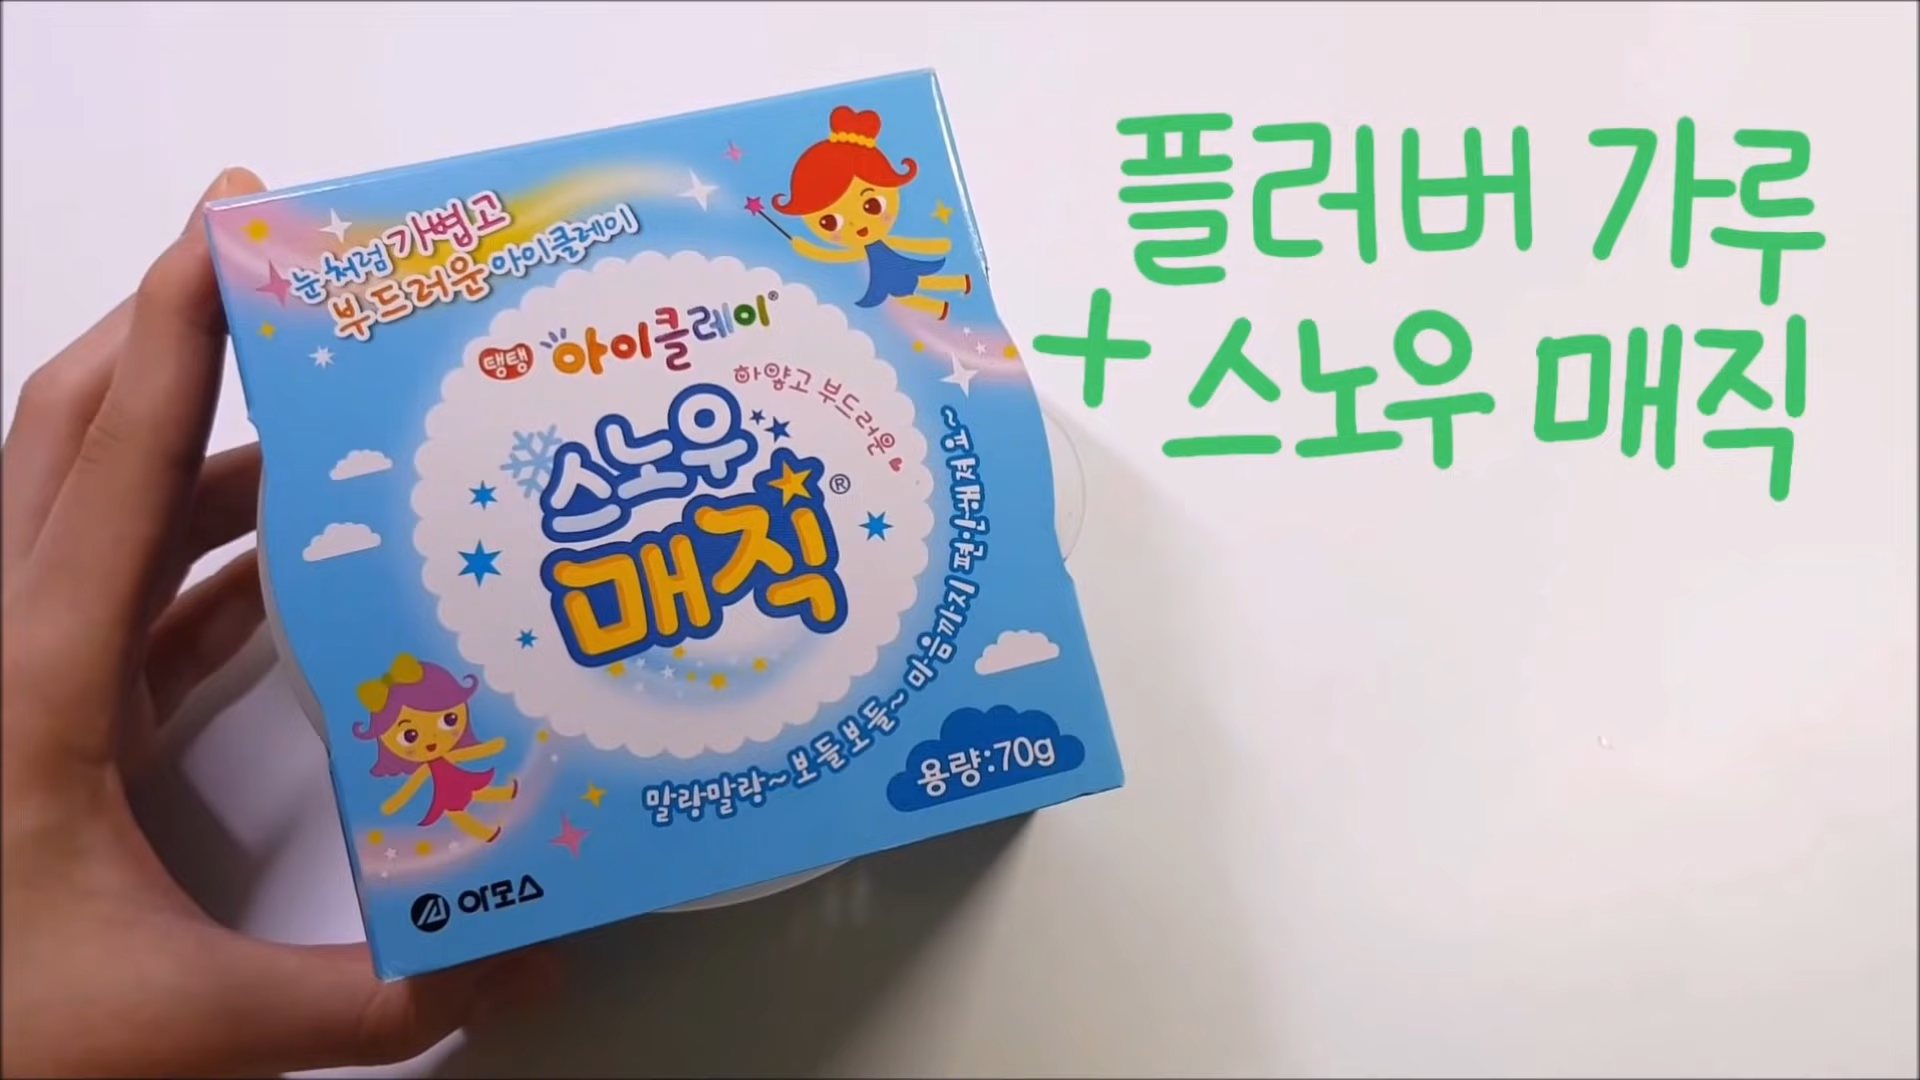 눈처럼 가볍고
부드러운 아이클레이
탱탱 아이클레이®
하얗고 부드러운
스노우
매직®
말랑말랑~ 보들보들~ 마음까지 편안해져요~
용량:70g
아모스
플러버 가루
+ 스노우 매직